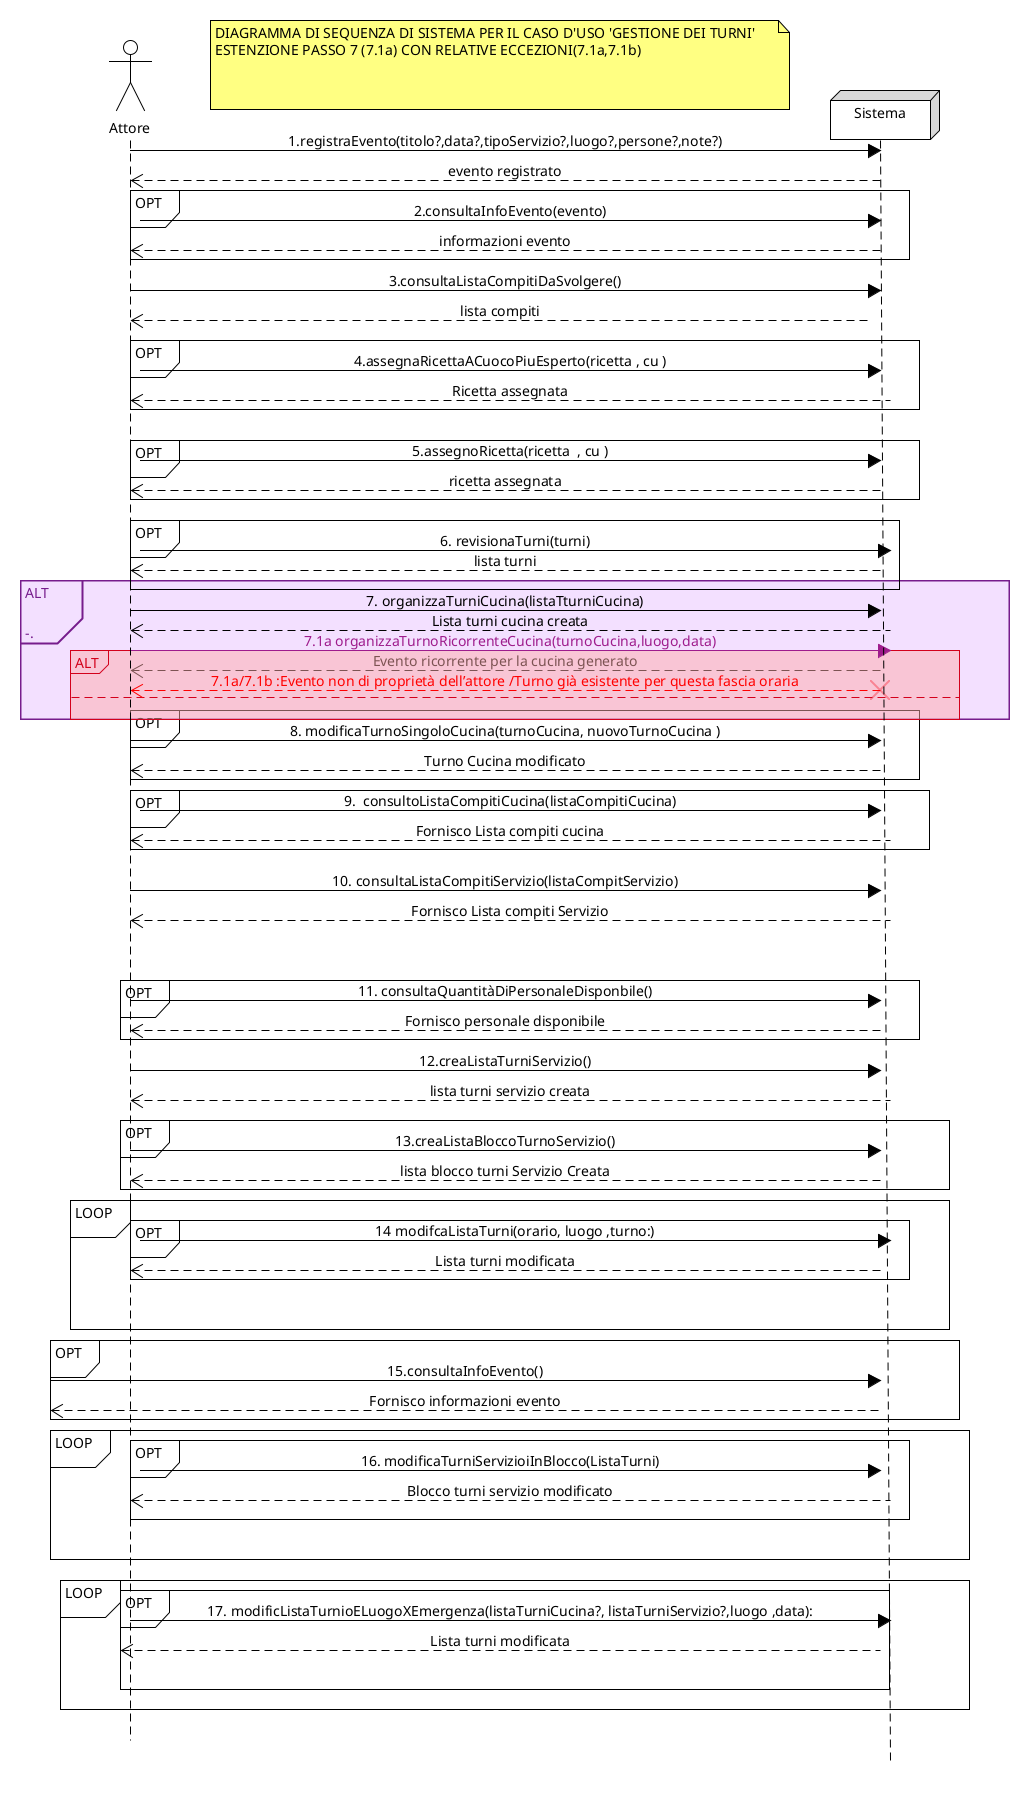 DIAGRAMMA DI SEQUENZA DI SISTEMA PER IL CASO D'USO 'GESTIONE DEI TURNI'
ESTENZIONE PASSO 7 (7.1a) CON RELATIVE ECCEZIONI(7.1a,7.1b)
Attore
Sistema
1.registraEvento(titolo?,data?,tipoServizio?,luogo?,persone?,note?)
evento registrato
OPT
2.consultaInfoEvento(evento)
informazioni evento
3.consultaListaCompitiDaSvolgere()
lista compiti
OPT
4.assegnaRicettaACuocoPiuEsperto(ricetta , cu )
Ricetta assegnata
OPT
5.assegnoRicetta(ricetta  , cu )
ricetta assegnata
OPT
6. revisionaTurni(turni)
lista turni
ALT
7. organizzaTurniCucina(listaTturniCucina)
Lista turni cucina creata
-.
7.1a organizzaTurnoRicorrenteCucina(turnoCucina,luogo,data)
ALT
Evento ricorrente per la cucina generato
7.1a/7.1b :Evento non di proprietà dell'attore /Turno già esistente per questa fascia oraria
OPT
8. modificaTurnoSingoloCucina(turnoCucina, nuovoTurnoCucina )
Turno Cucina modificato
OPT
9.  consultoListaCompitiCucina(listaCompitiCucina)
Fornisco Lista compiti cucina
10. consultaListaCompitiServizio(listaCompitServizio)
Fornisco Lista compiti Servizio
OPT
11. consultaQuantitàDiPersonaleDisponbile()
Fornisco personale disponibile
12.creaListaTurniServizio()
lista turni servizio creata
OPT
13.creaListaBloccoTurnoServizio()
lista blocco turni Servizio Creata
LOOP
OPT
14 modifcaListaTurni(orario, luogo ,turno:)
Lista turni modificata
OPT
15.consultaInfoEvento()
Fornisco informazioni evento
LOOP
OPT
16. modificaTurniServizioiInBlocco(ListaTurni)
Blocco turni servizio modificato
LOOP
OPT
17. modificListaTurnioELuogoXEmergenza(listaTurniCucina?, listaTurniServizio?,luogo ,data):
Lista turni modificata